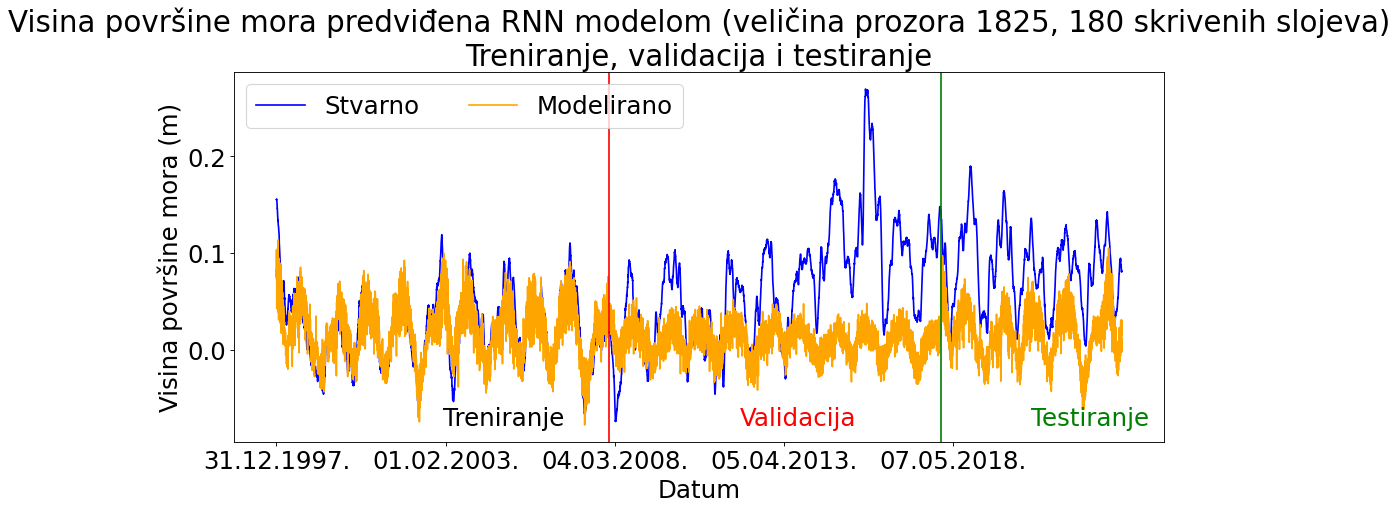 Visina površine mora predviđena RNN modelom (veličina prozora 1825, 180 skrivenih slojeva)
Treniranje, validacija i testiranje
Stvarno
Modelirano
Visina površine mora (m)
0.2
0.1
0.0
Treniranje
Validacija
Testiranje
31.12.1997.
01.02.2003.
04.03.2008.
05.04.2013.
07.05.2018.
Datum